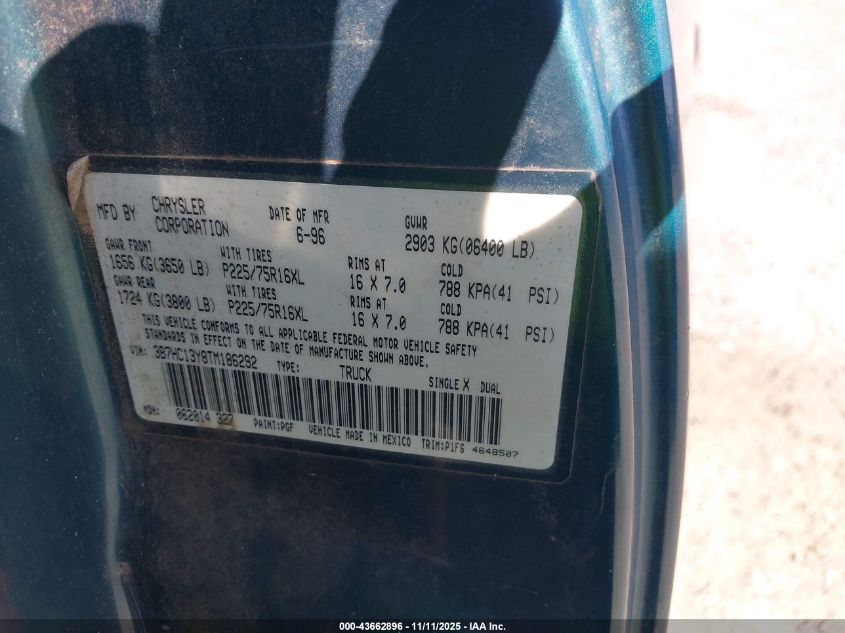 MFD BY CHRYSLER CORPORATION DATE OF MFR 6-96 GVWR 2903 KG(06400 LB)
GAWR FRONT WITH TIRES RIMS AT COLD
1656 KG(3650 LB) P225/75R16XL 16 X 7.0 788 KPA(41 PSI)
GAWR REAR WITH TIRES RIMS AT COLD
1724 KG(3800 LB) P225/75R16XL 16 X 7.0 788 KPA(41 PSI)
THIS VEHICLE CONFORMS TO ALL APPLICABLE FEDERAL MOTOR VEHICLE SAFETY
STANDARDS IN EFFECT ON THE DATE OF MANUFACTURE SHOWN ABOVE.
VIN: 3B7HC13Y8TM186292 TYPE: TRUCK SINGLE X DUAL
MDH: 062014 327 PAINT:PGF VEHICLE MADE IN MEXICO TRIM:P1F6 4648507
000-43662896 - 11/11/2025 - IAA Inc.